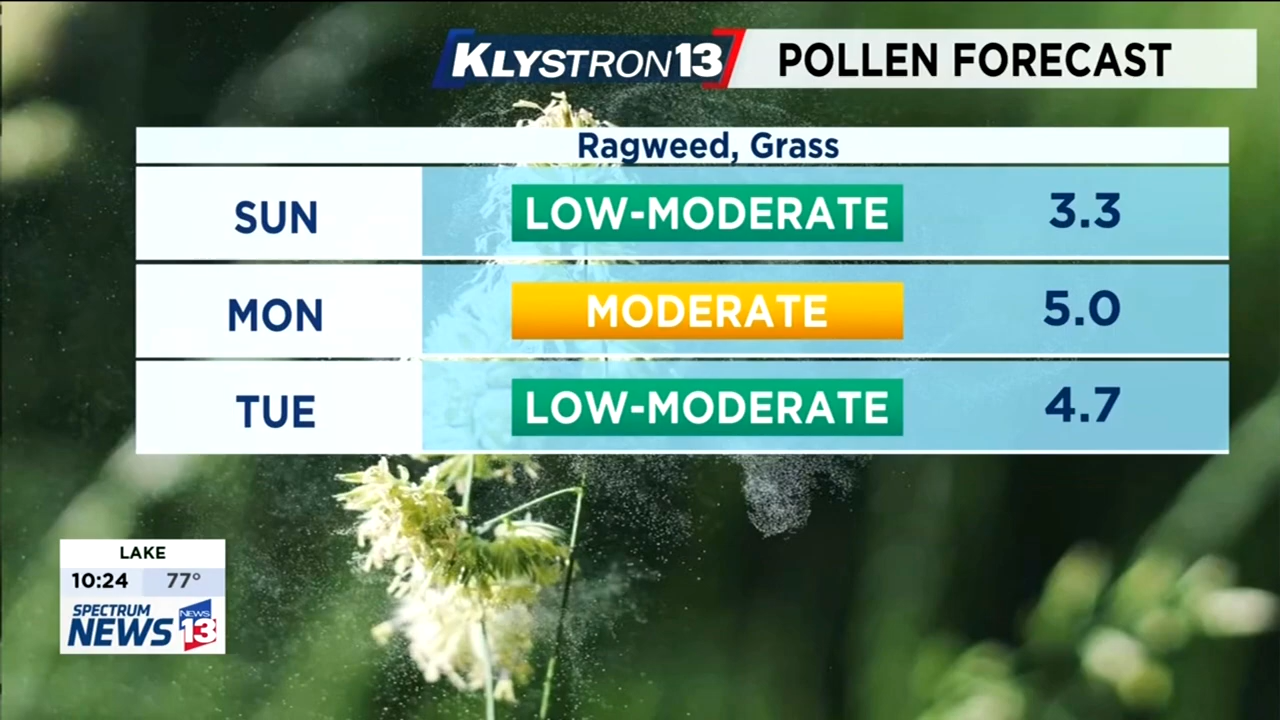 KLYSTRON13 POLLEN FORECAST
Ragweed, Grass
SUN LOW-MODERATE 3.3
MON MODERATE 5.0
TUE LOW-MODERATE 4.7
LAKE
10:24 77°
SPECTRUM
NEWS NEWS 13